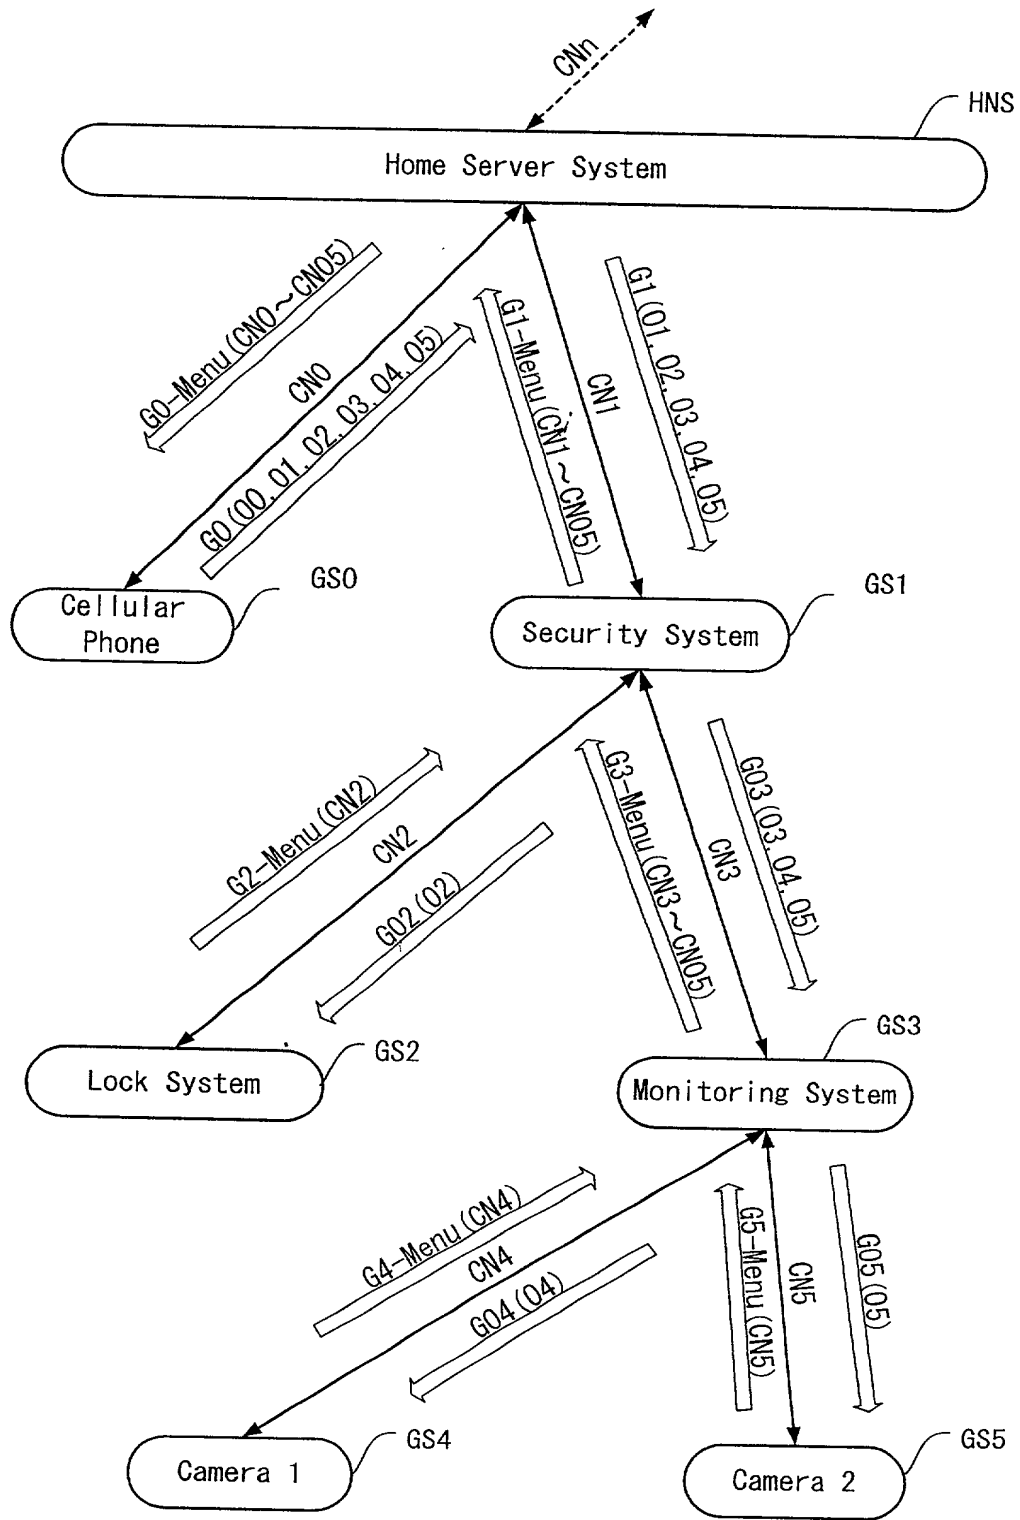 CNn
HNS
Home Server System
G0-Menu(CN0～CN05)
CN0
G0(00, 01, 02, 03, 04, 05)
G1-Menu(CN1～CN05)
CN1
G1(01, 02, 03, 04, 05)
GS0
Cellular
Phone
GS1
Security System
G2-Menu(CN2)
CN2
G02(02)
G3-Menu(CN3～CN05)
CN3
G03(03, 04, 05)
GS2
Lock System
GS3
Monitoring System
G4-Menu(CN4)
CN4
G04(04)
G5-Menu(CN5)
CN5
G05(05)
GS4
Camera 1
GS5
Camera 2